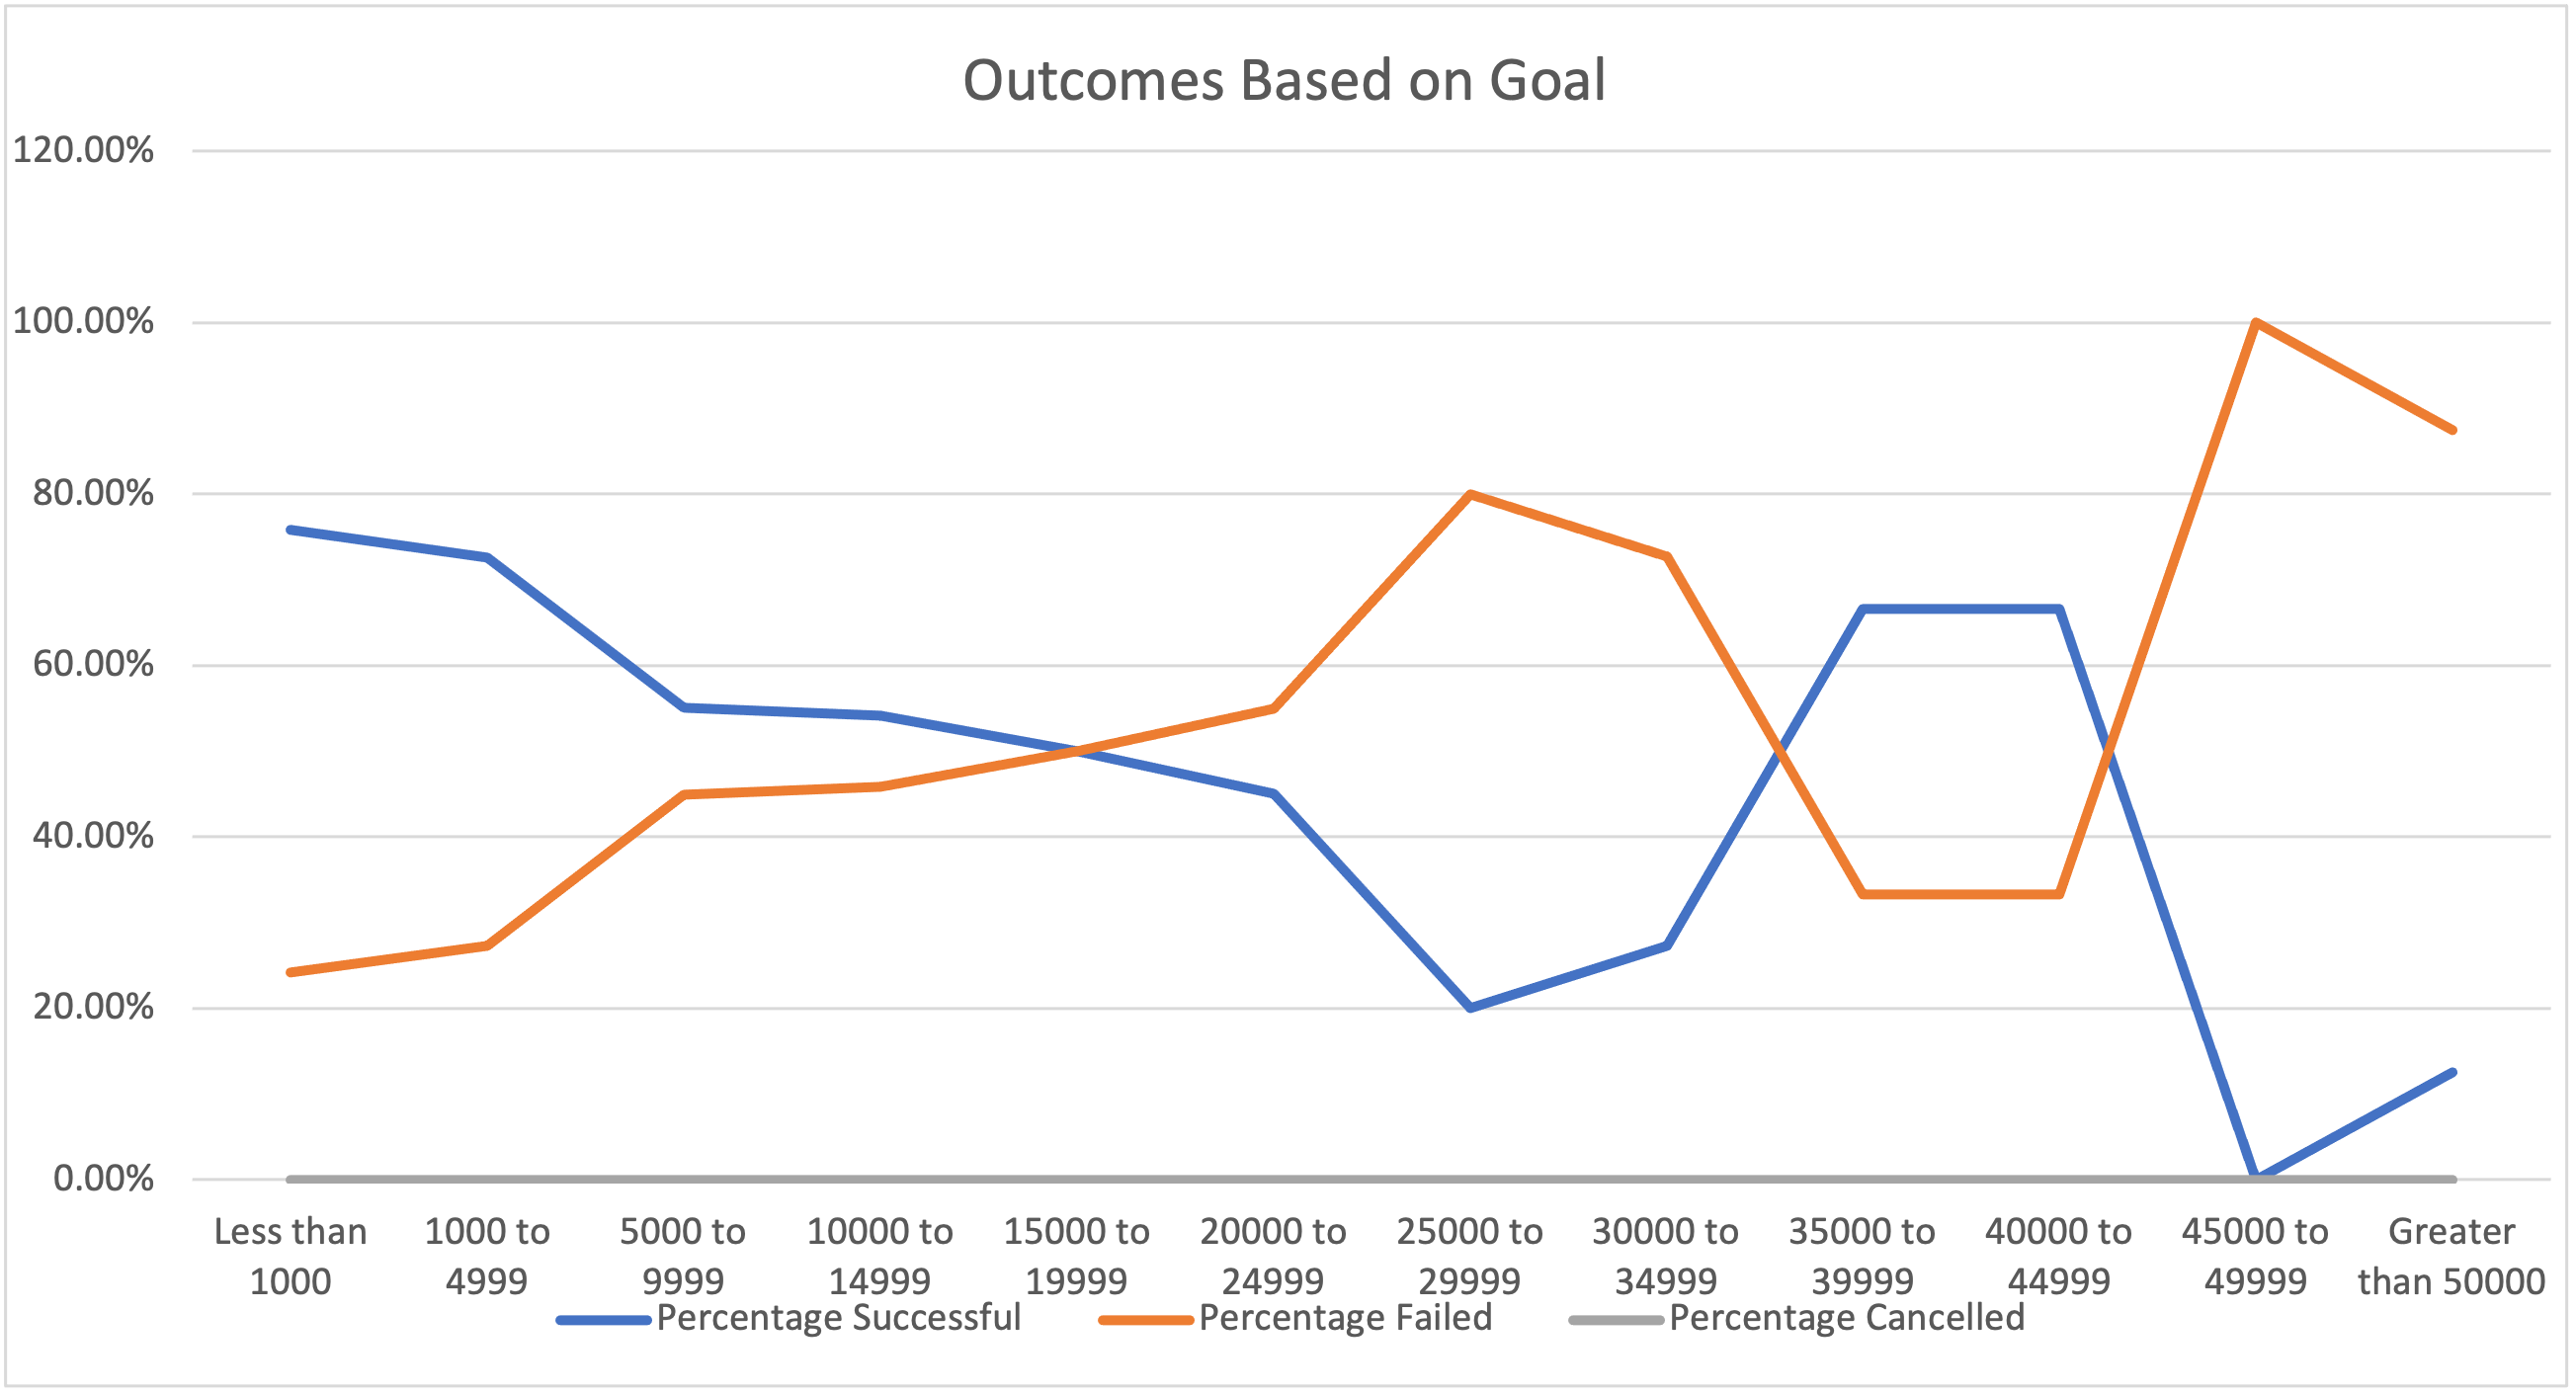 Outcomes Based on Goal
120.00%
100.00%
80.00%
60.00%
40.00%
20.00%
0.00%
Less than 1000
1000 to 4999
5000 to 9999
10000 to 14999
15000 to 19999
20000 to 24999
25000 to 29999
30000 to 34999
35000 to 39999
40000 to 44999
45000 to 49999
Greater than 50000
Percentage Successful
Percentage Failed
Percentage Cancelled